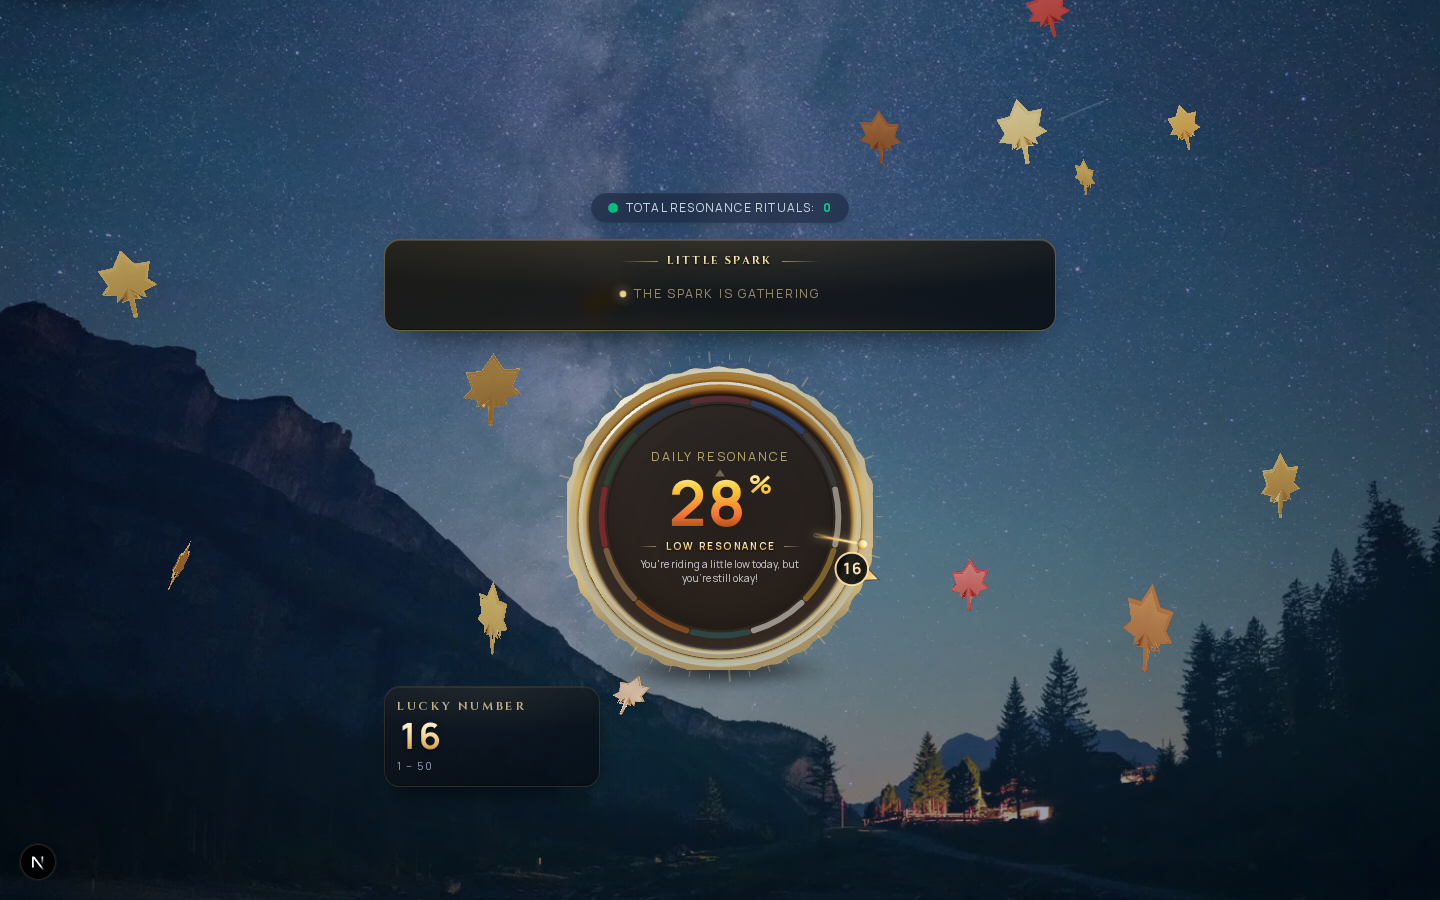 TOTAL RESONANCE RITUALS: 0
LITTLE SPARK
THE SPARK IS GATHERING
DAILY RESONANCE
28%
LOW RESONANCE
You're riding a little low today, but
you're still okay!
16
LUCKY NUMBER
16
1 – 50
N